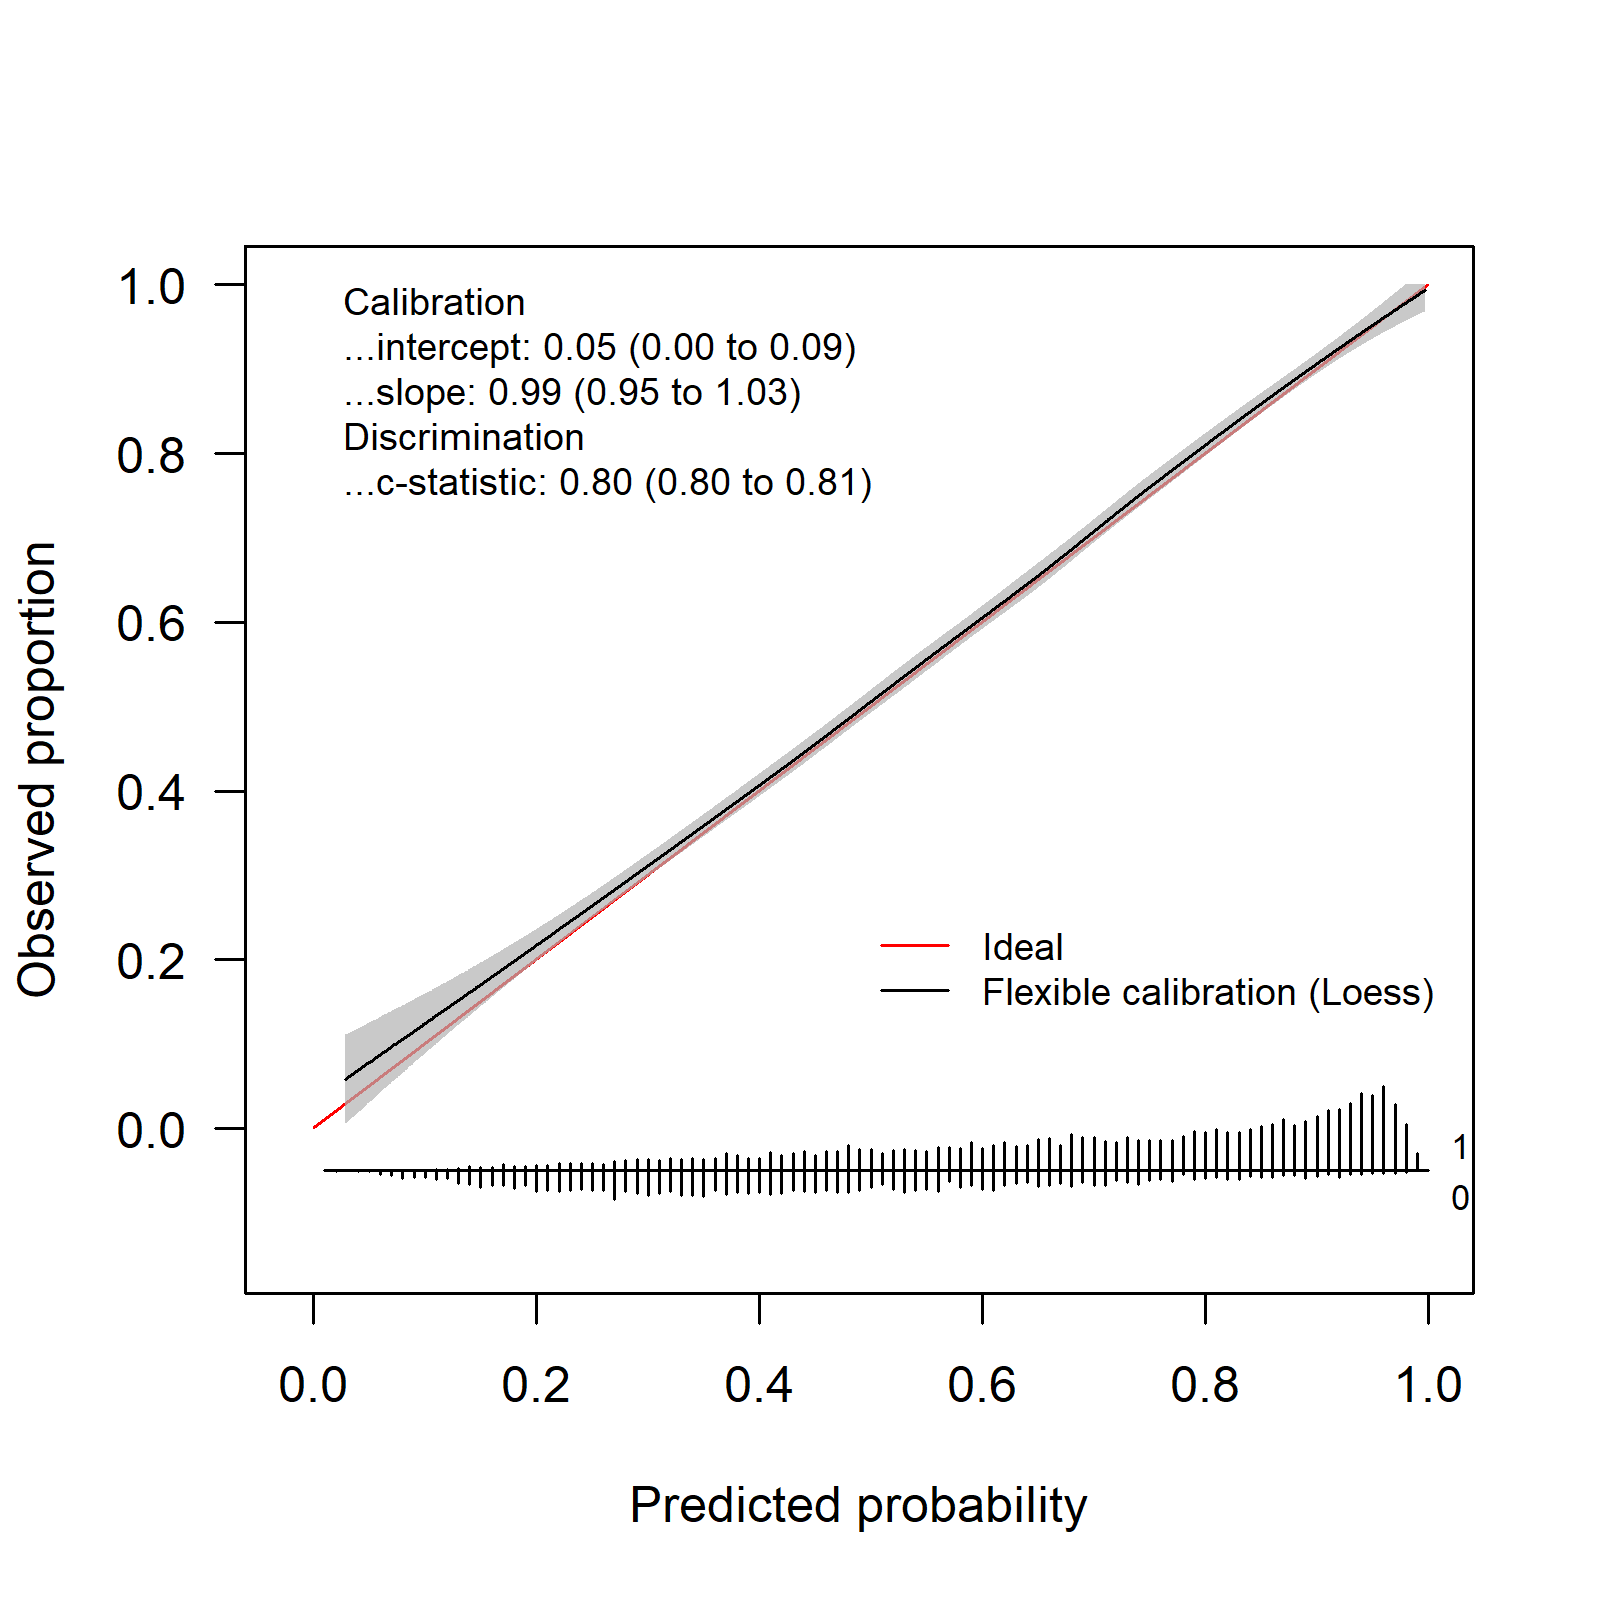 Calibration
...intercept: 0.05 (0.00 to 0.09)
...slope: 0.99 (0.95 to 1.03)
Discrimination
...c-statistic: 0.80 (0.80 to 0.81)
Observed proportion
1.0
0.8
0.6
0.4
0.2
0.0
Ideal
Flexible calibration (Loess)
1
0
0.0 0.2 0.4 0.6 0.8 1.0
Predicted probability